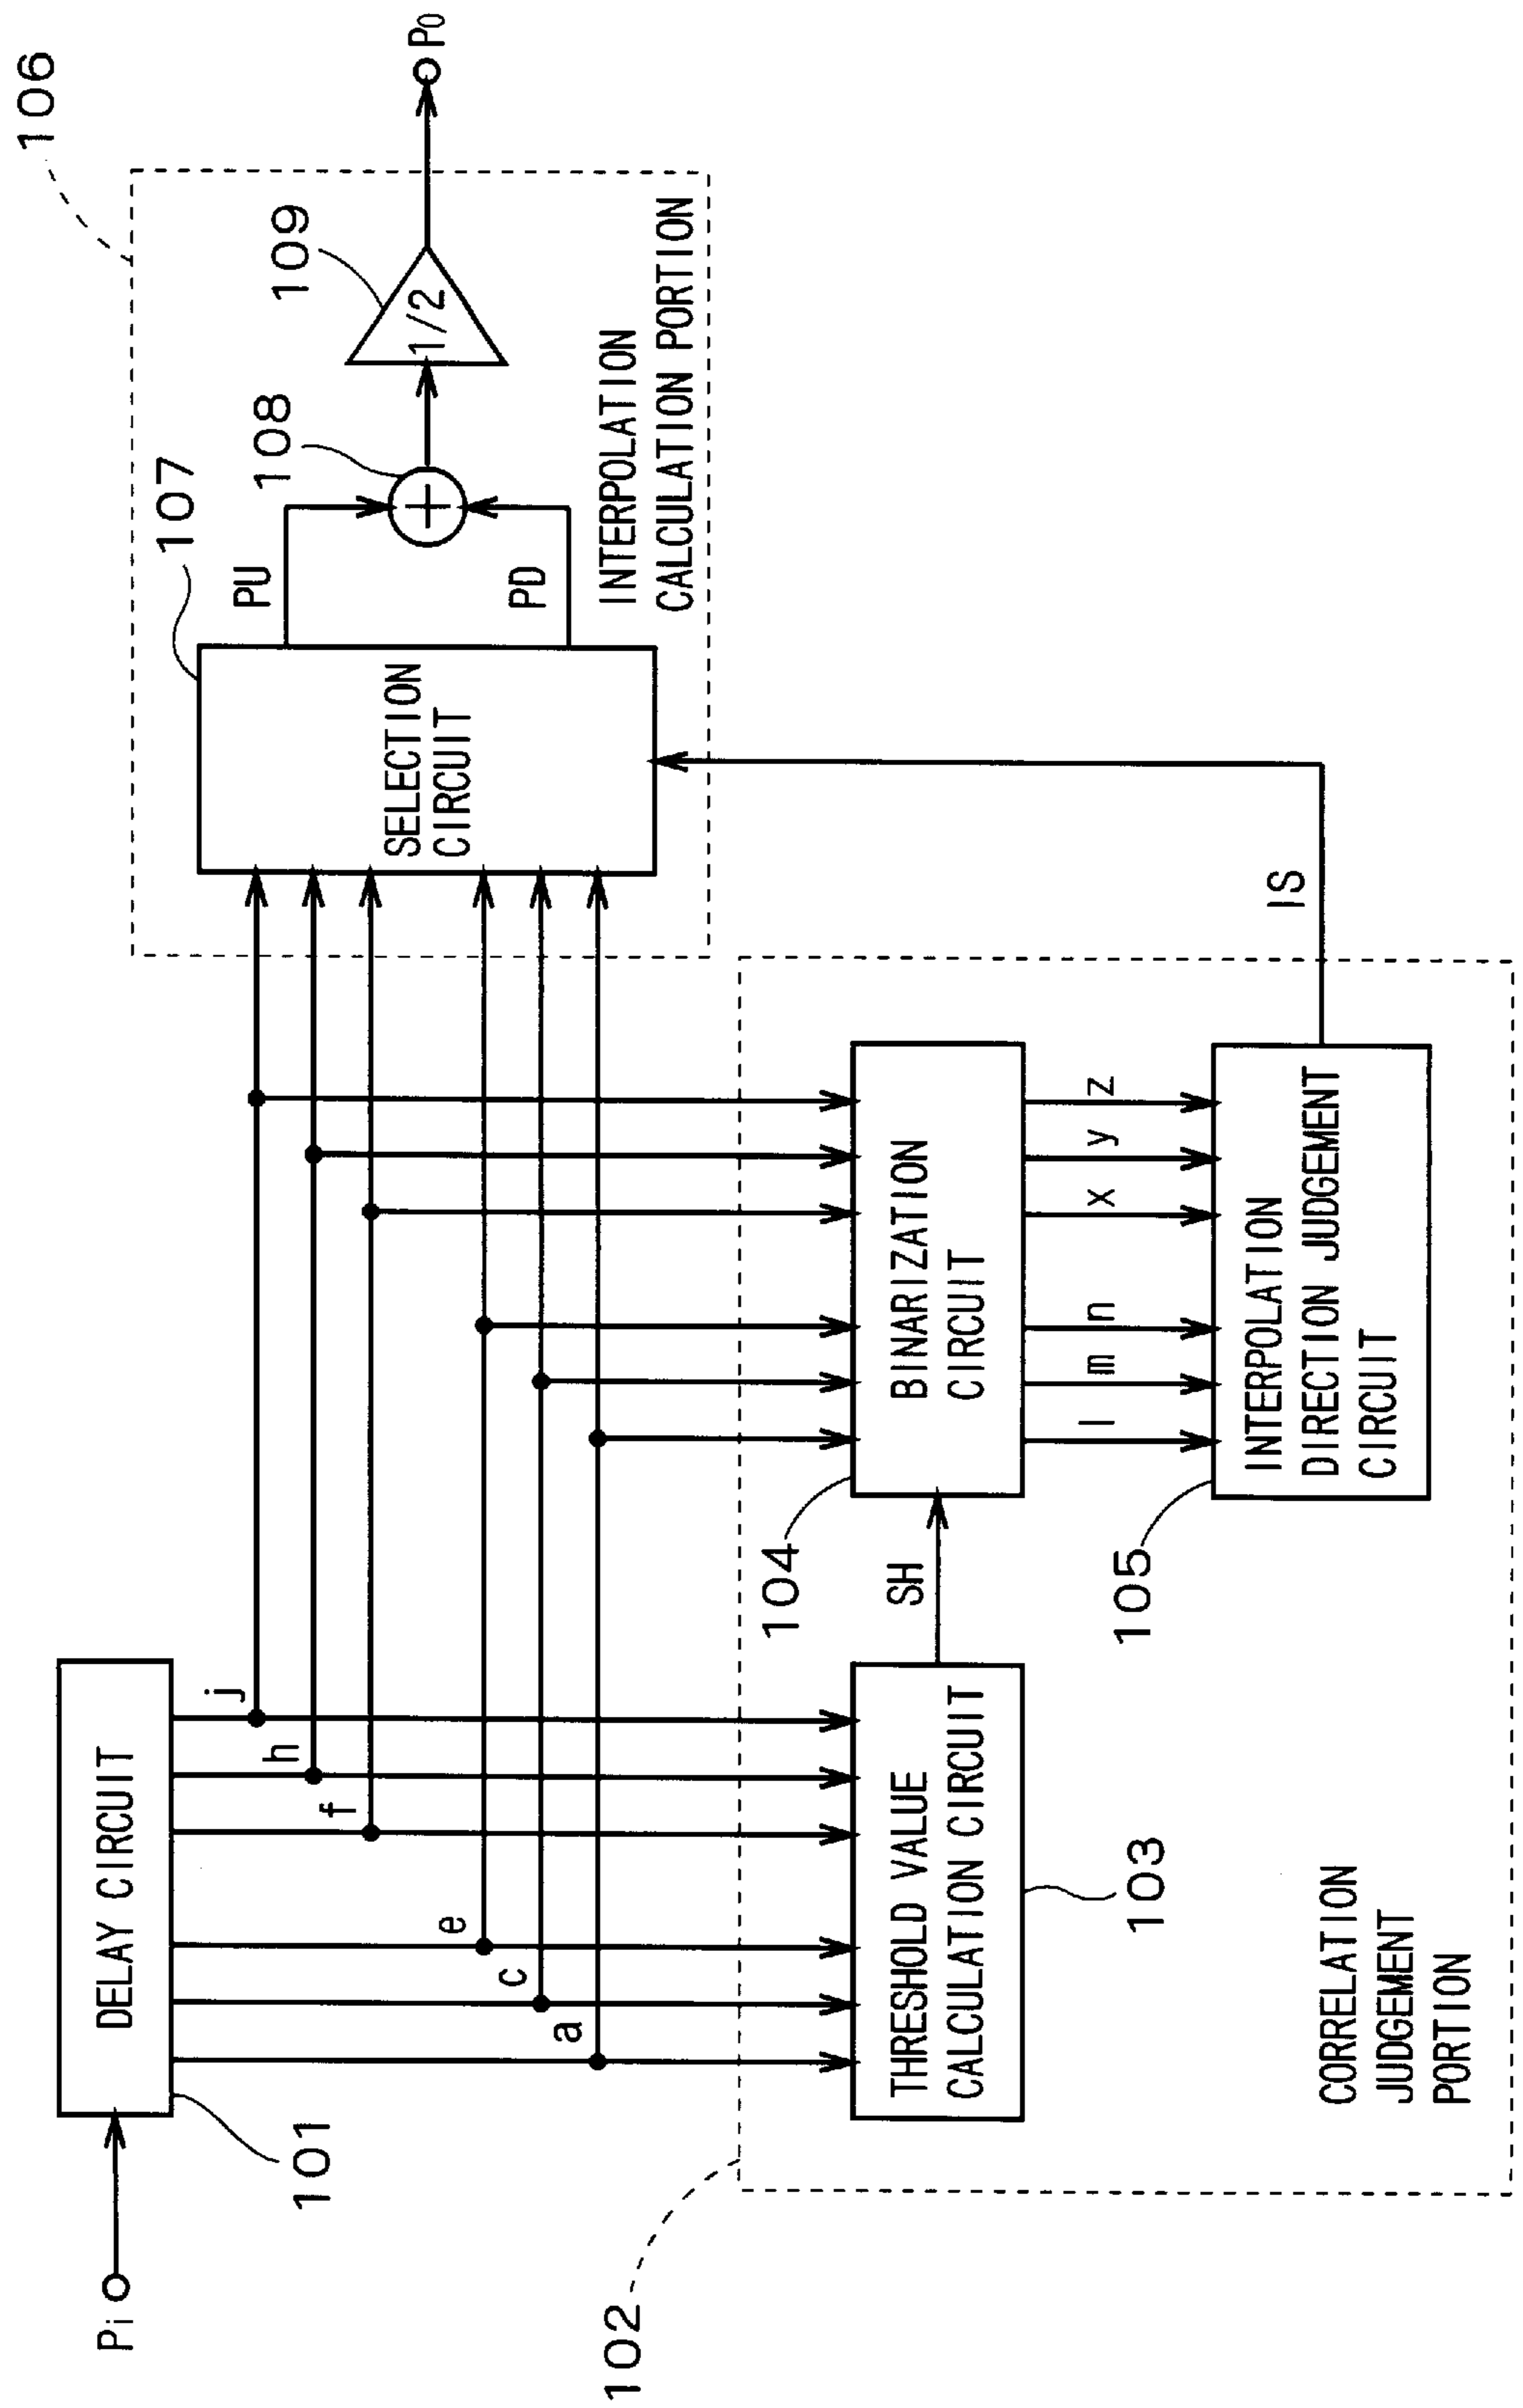 Pi
101
DELAY CIRCUIT
a
c
e
f
h
j
102
THRESHOLD VALUE
CALCULATION CIRCUIT
103
CORRELATION
JUDGEMENT
PORTION
SH
104
BINARIZATION
CIRCUIT
l
m
n
x
y
z
105
INTERPOLATION
DIRECTION JUDGEMENT
CIRCUIT
IS
106
107
SELECTION
CIRCUIT
PU
PD
108
+
109
1/2
INTERPOLATION
CALCULATION PORTION
PO